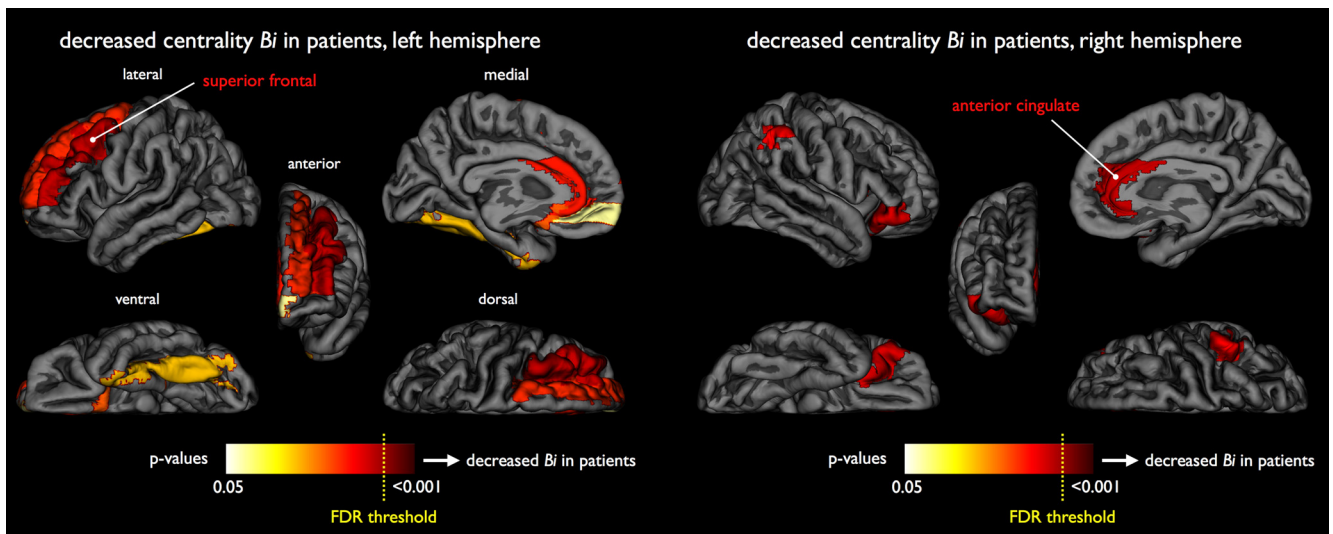 decreased centrality Bi in patients, left hemisphere
lateral
superior frontal
medial
anterior
ventral
dorsal
p-values
0.05
<0.001
decreased Bi in patients
FDR threshold
decreased centrality Bi in patients, right hemisphere
anterior cingulate
p-values
0.05
<0.001
decreased Bi in patients
FDR threshold